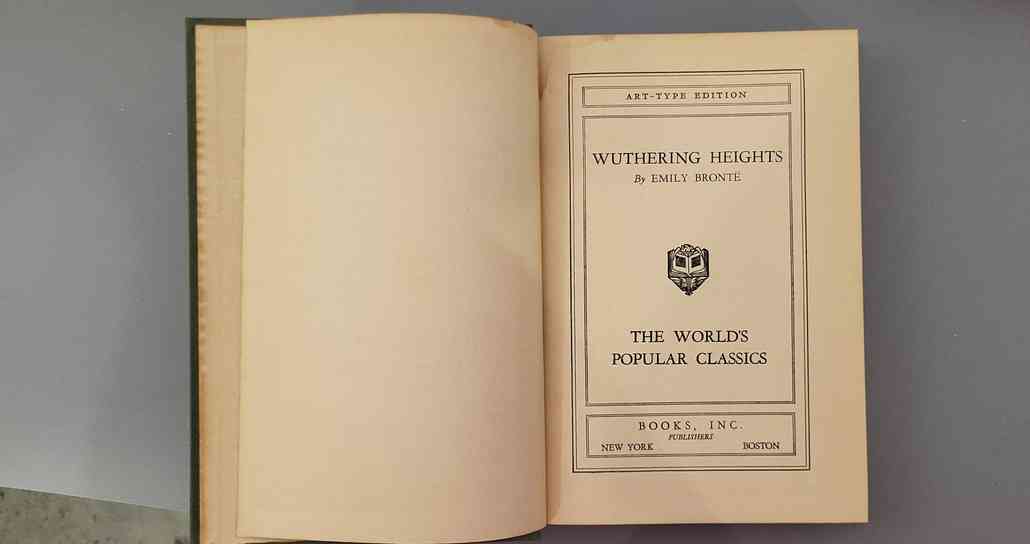 ART-TYPE EDITION
WUTHERING HEIGHTS
By EMILY BRONTË
THE WORLD'S
POPULAR CLASSICS
BOOKS, INC.
PUBLISHERS
NEW YORK BOSTON